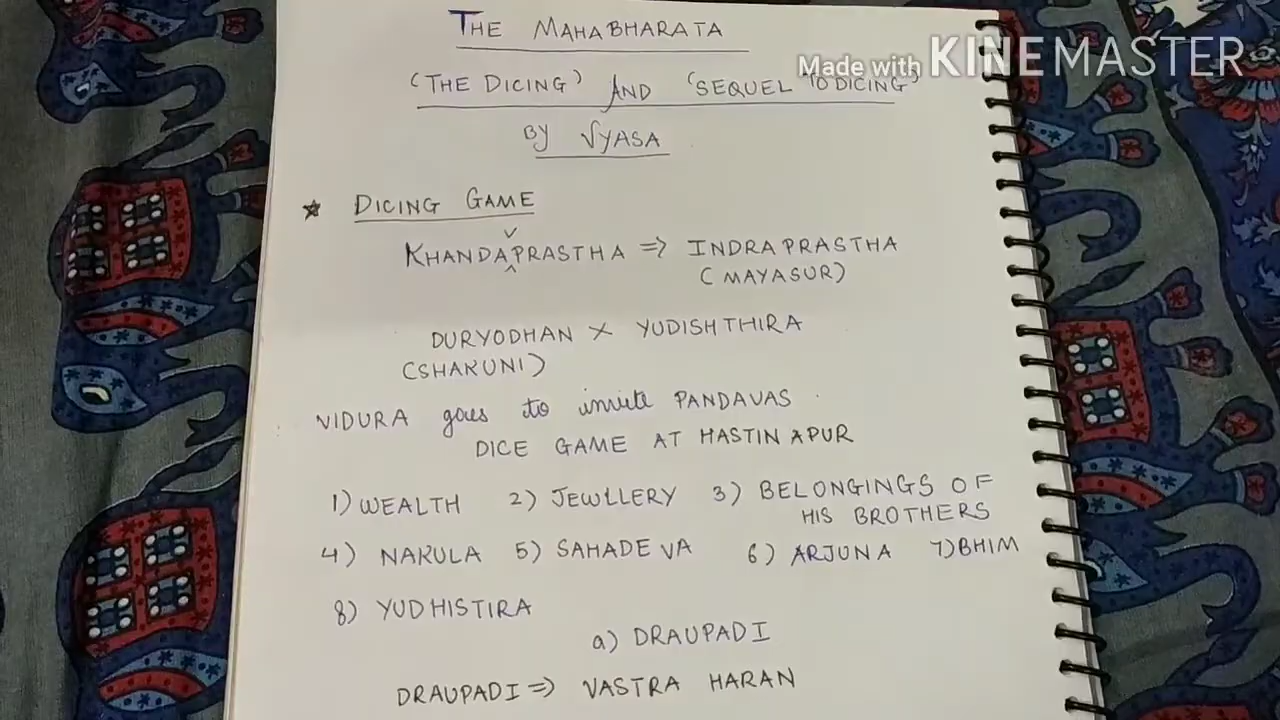 THE MAHABHARATA
Made with KINEMASTER
(THE DICING) AND (SEQUEL TO DICING)
BY VYASA
DICING GAME
KHANDAPRASTHA => INDRAPRASTHA
(MAYASUR)
DURYODHAN X YUDISHTHIRA
(SHAKUNI)
VIDURA goes to invite PANDAVAS
DICE GAME AT HASTINAPUR
1) WEALTH 2) JEWLLERY 3) BELONGINGS OF
HIS BROTHERS
4) NAKULA 5) SAHADEVA 6) ARJUNA 7) BHIM
8) YUDHISTIRA
a) DRAUPADI
DRAUPADI => VASTRA HARAN